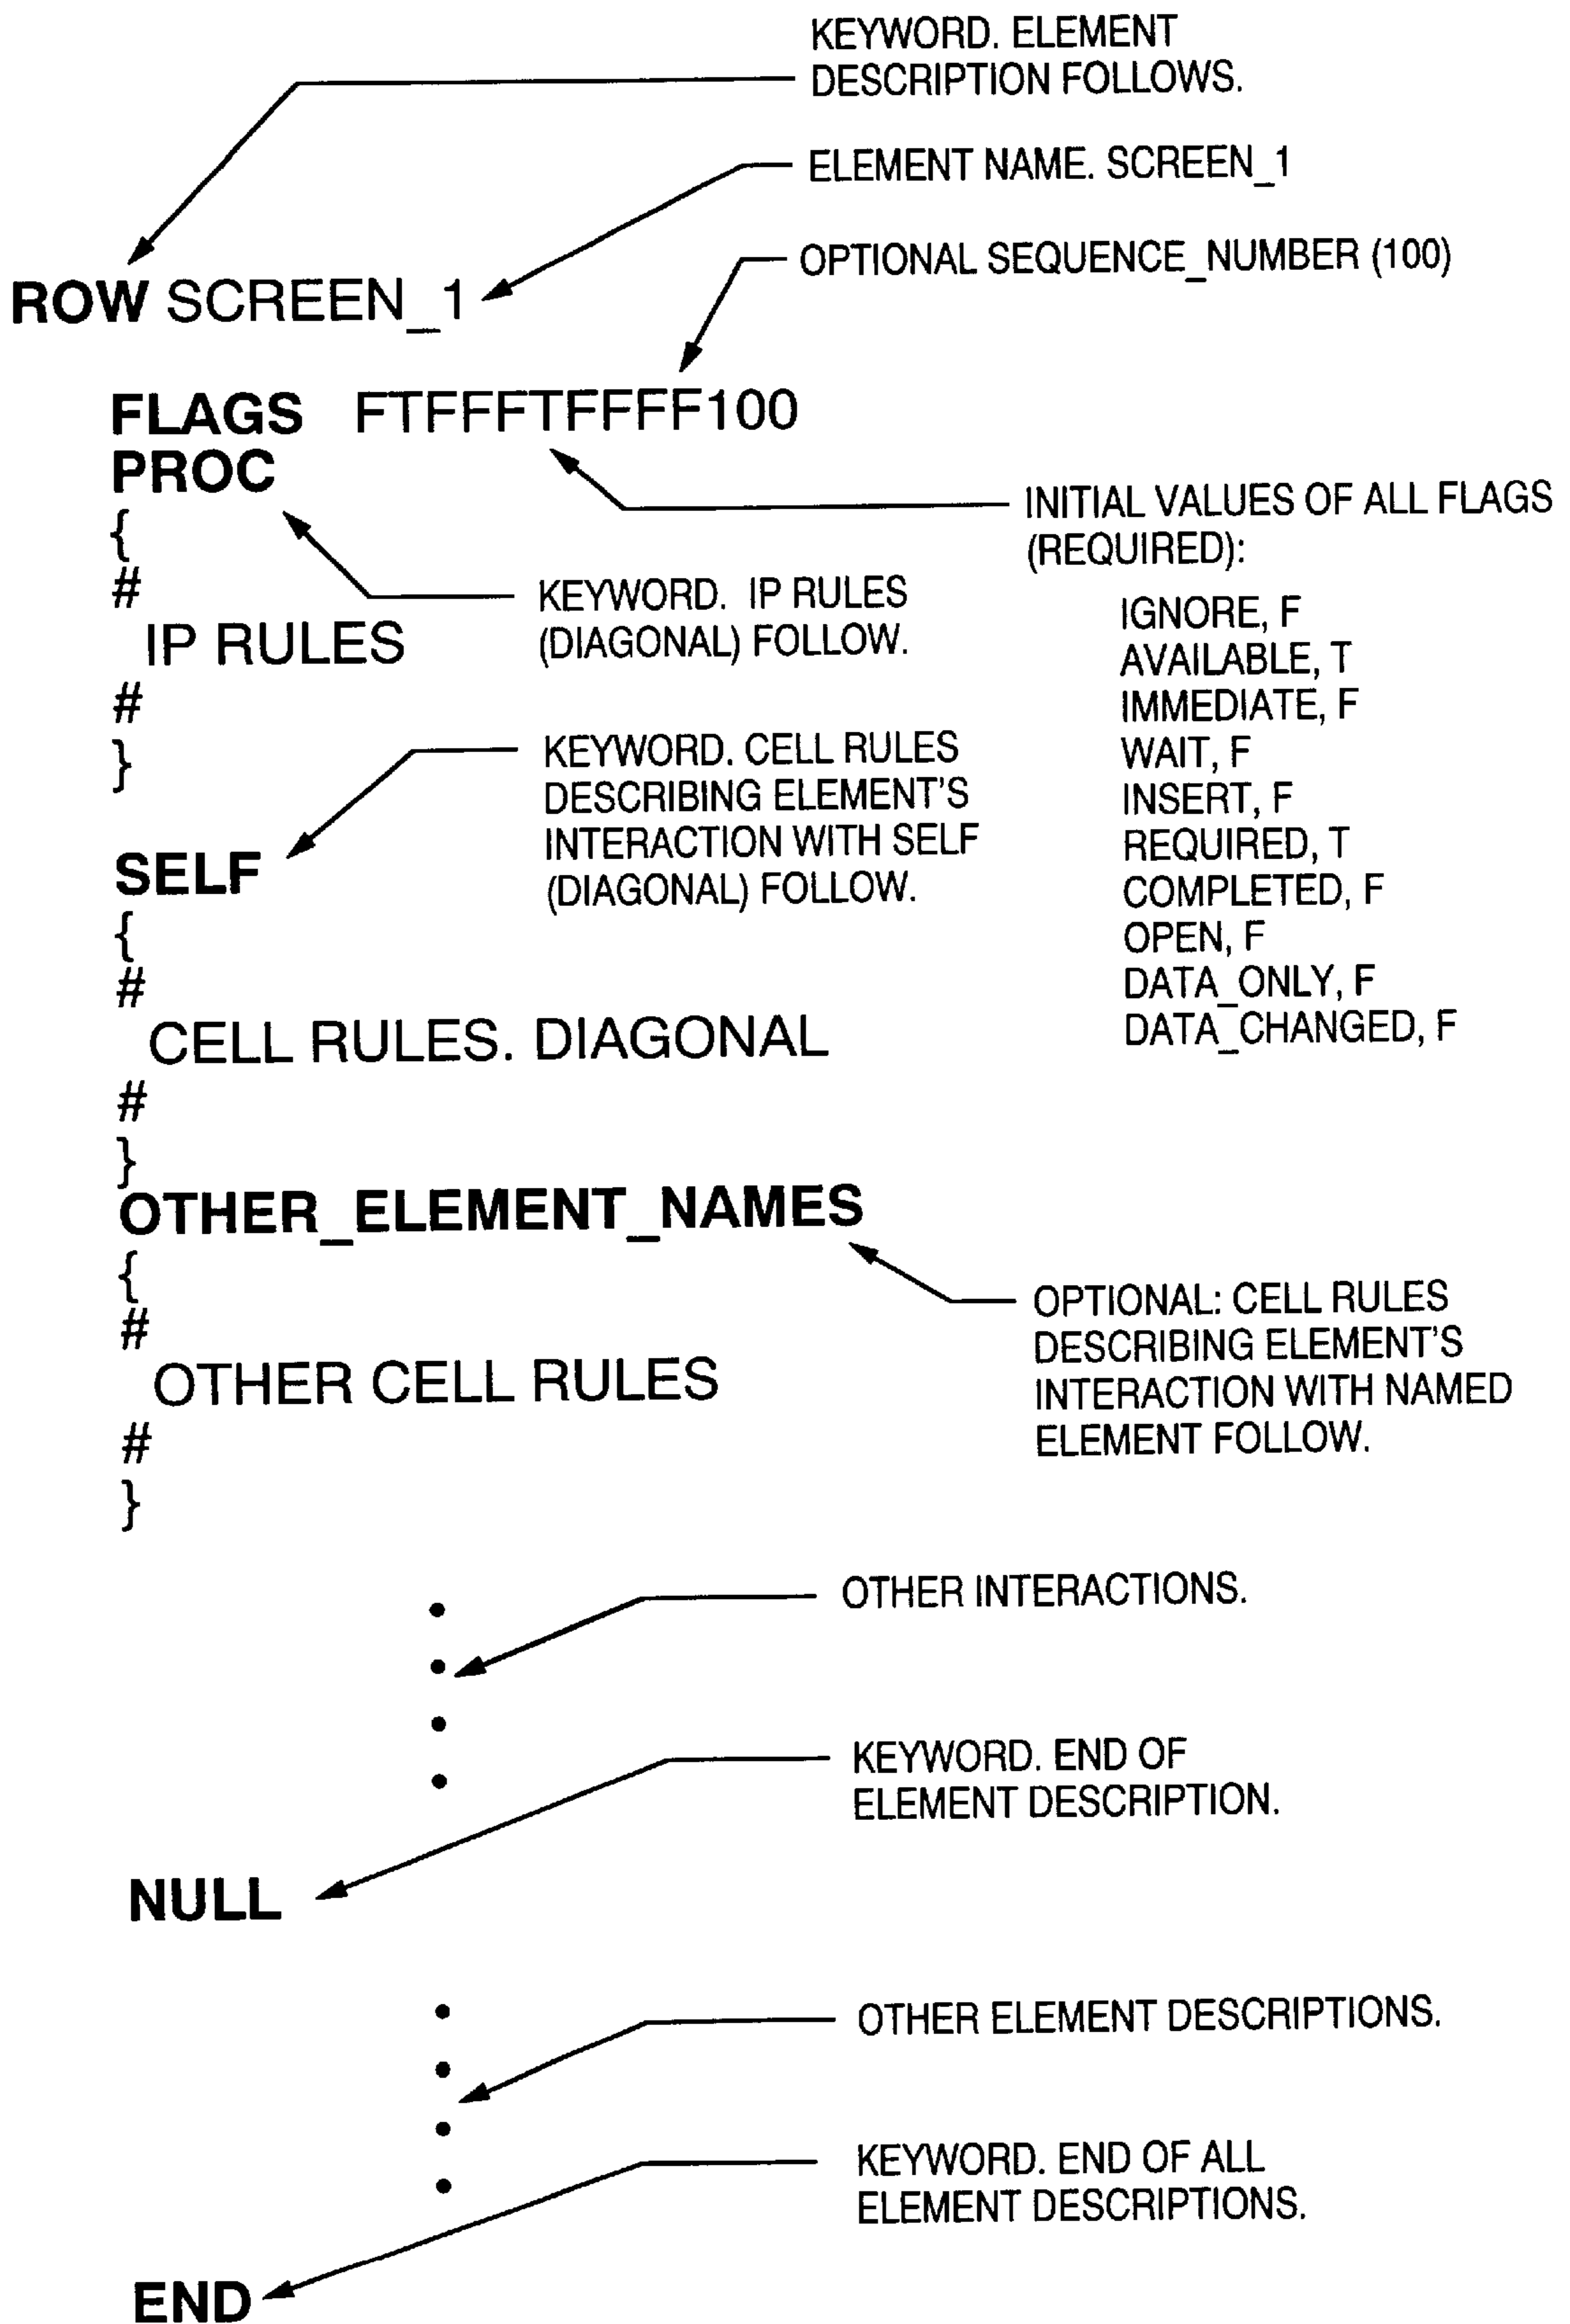 KEYWORD. ELEMENT
DESCRIPTION FOLLOWS.
ELEMENT NAME. SCREEN_1
OPTIONAL SEQUENCE_NUMBER (100)
ROW SCREEN_1
FLAGS FTFFFTFFFF100
PROC
{
#
IP RULES
#
}
KEYWORD. IP RULES
(DIAGONAL) FOLLOW.
INITIAL VALUES OF ALL FLAGS
(REQUIRED):
IGNORE, F
AVAILABLE, T
IMMEDIATE, F
WAIT, F
INSERT, F
REQUIRED, T
COMPLETED, F
OPEN, F
DATA_ONLY, F
DATA_CHANGED, F
KEYWORD. CELL RULES
DESCRIBING ELEMENT'S
INTERACTION WITH SELF
(DIAGONAL) FOLLOW.
SELF
{
#
CELL RULES. DIAGONAL
#
}
OTHER_ELEMENT_NAMES
{
#
OTHER CELL RULES
#
}
OPTIONAL: CELL RULES
DESCRIBING ELEMENT'S
INTERACTION WITH NAMED
ELEMENT FOLLOW.
OTHER INTERACTIONS.
KEYWORD. END OF
ELEMENT DESCRIPTION.
NULL
OTHER ELEMENT DESCRIPTIONS.
KEYWORD. END OF ALL
ELEMENT DESCRIPTIONS.
END